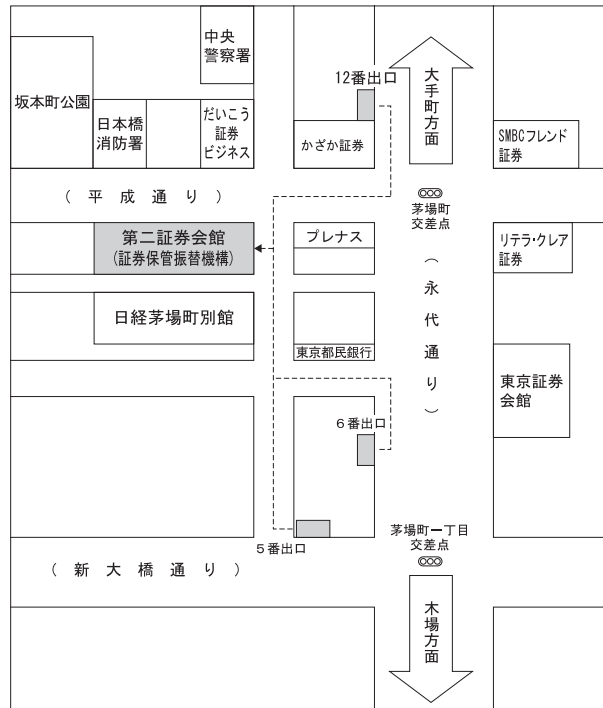 中央
警察署
坂本町公園
日本橋
消防署
だいこう
証券
ビジネス
12番出口
かざか証券
大手町方面
SMBCフレンド
証券
(平成通り)
茅場町
交差点
第二証券会館
(証券保管振替機構)
プレナス
リテラ・クレア
証券
(永代通り)
日経茅場町別館
東京都民銀行
東京証券
会館
6番出口
5番出口
茅場町一丁目
交差点
(新大橋通り)
木場方面